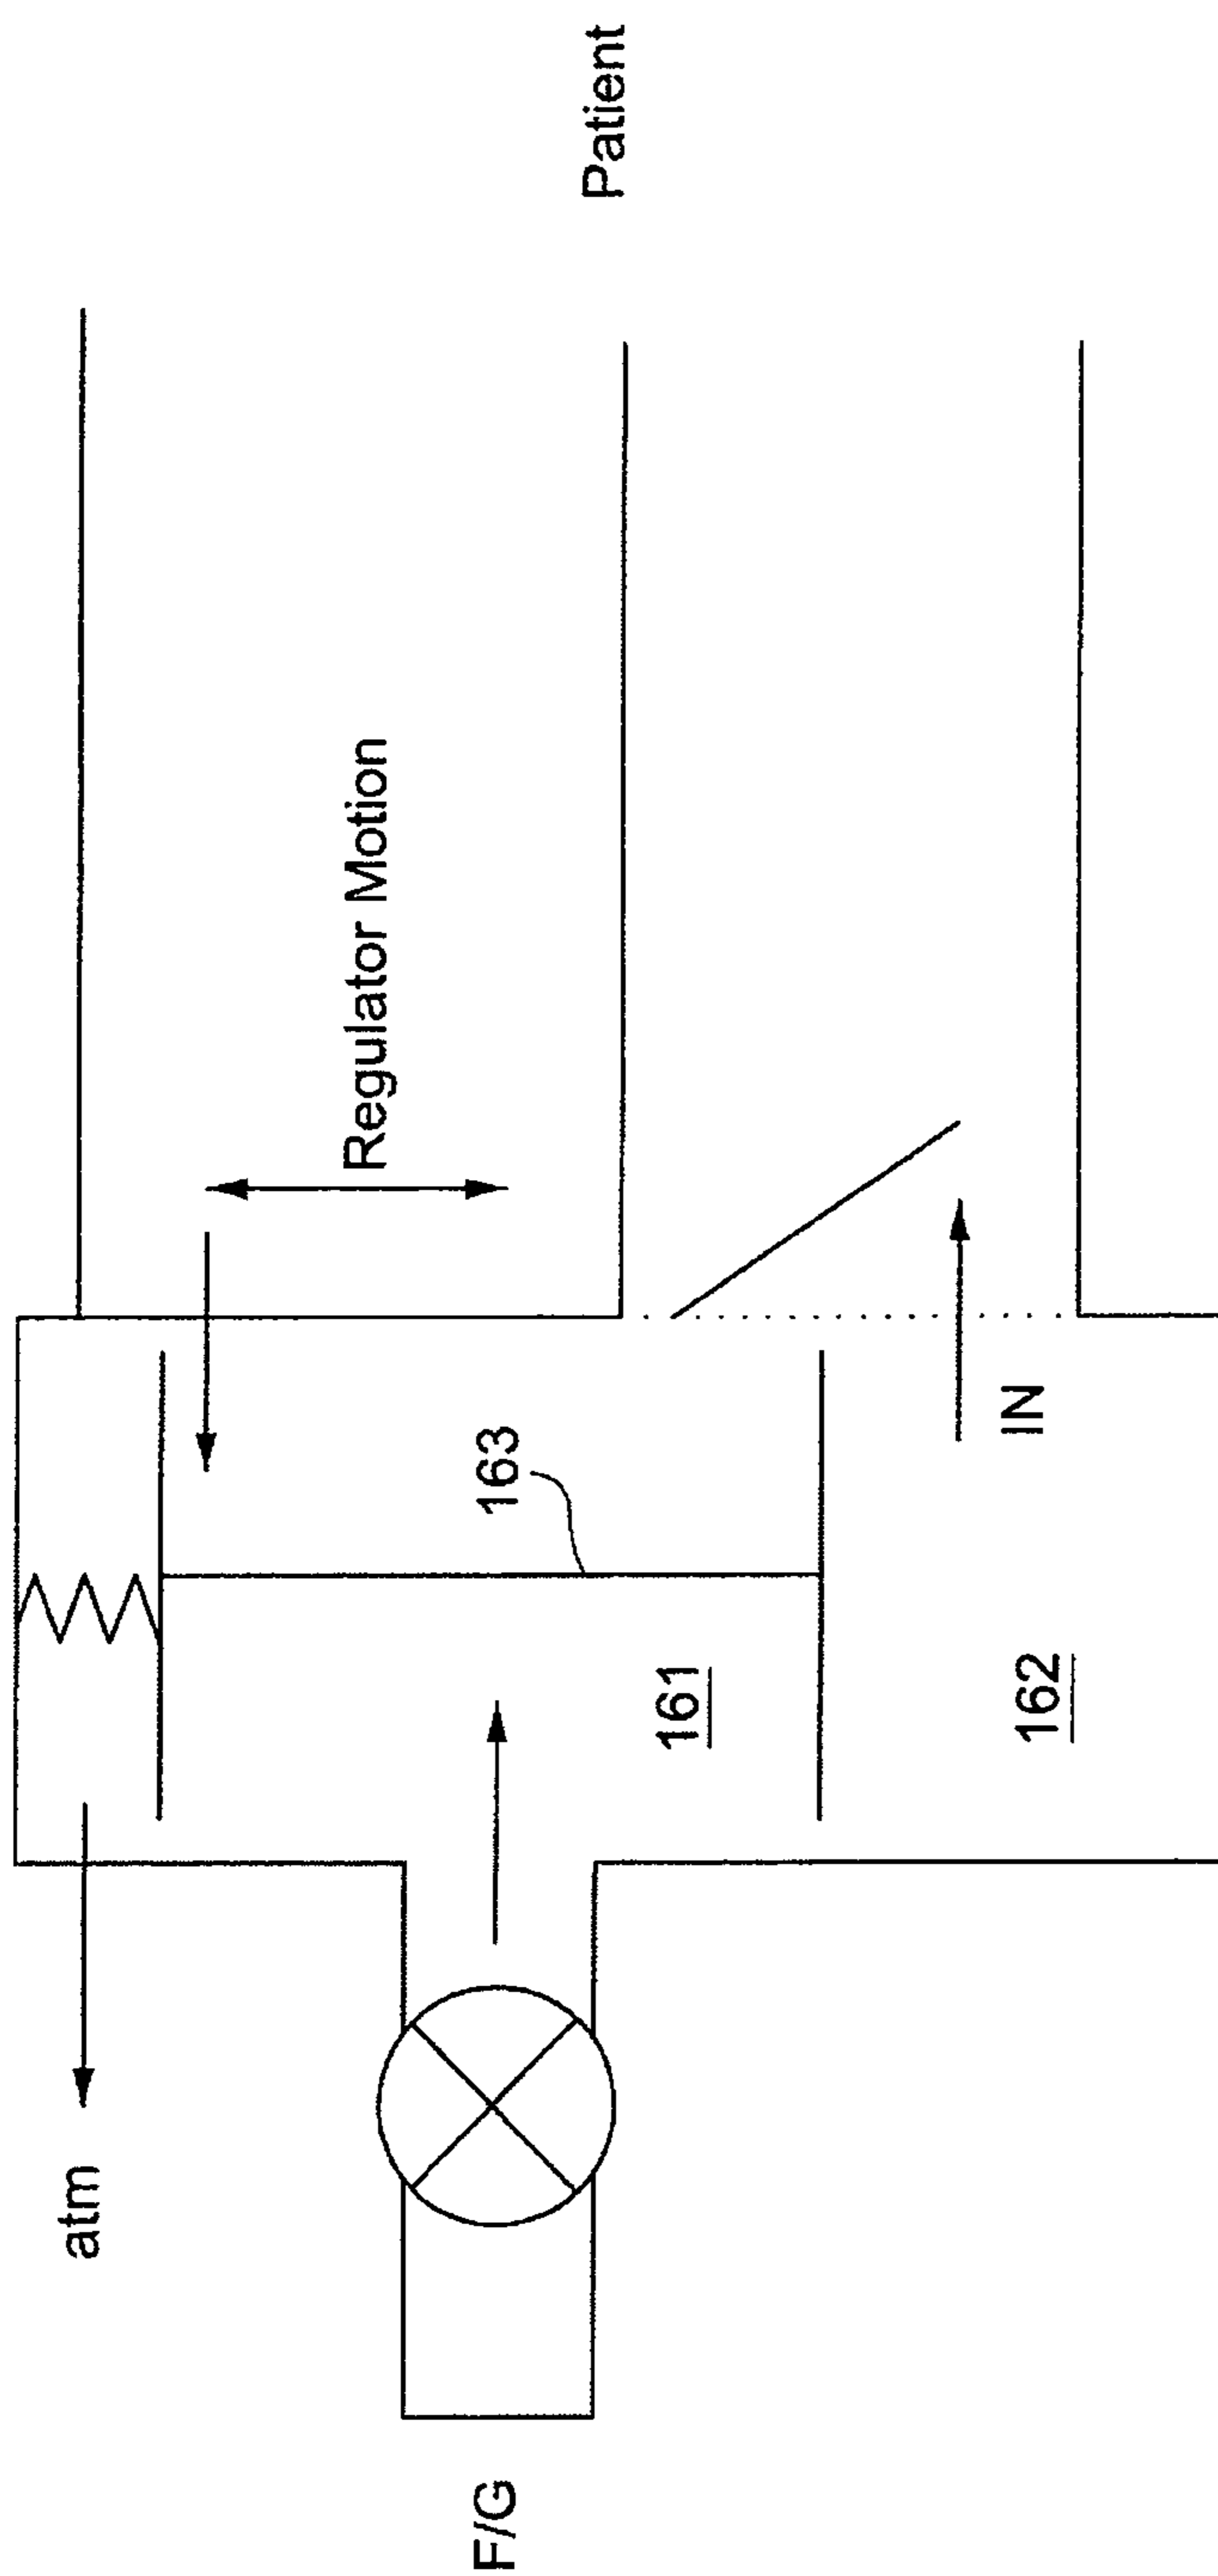 Patient
Regulator Motion
163
IN
161
162
atm
F/G